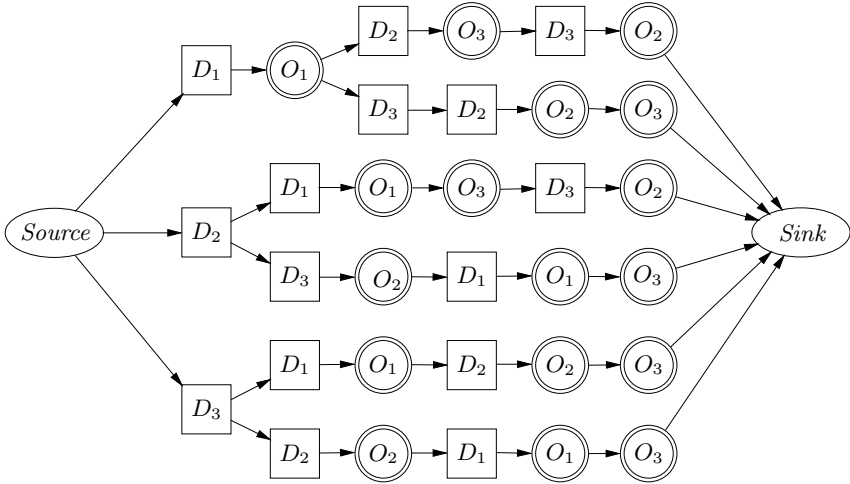 D₂ O₃ D₃ O₂
D₁ O₁
D₃ D₂ O₂ O₃
D₁ O₁ O₃ D₃ O₂
Source D₂ Sink
D₃ O₂ D₁ O₁ O₃
D₁ O₁ D₂ O₂ O₃
D₃
D₂ O₂ D₁ O₁ O₃